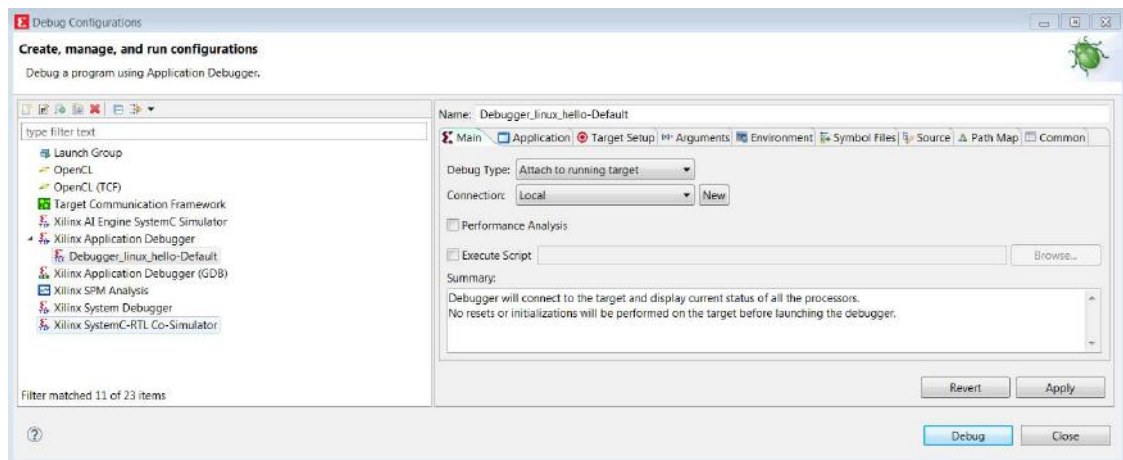 Debug Configurations
Create, manage, and run configurations
Debug a program using Application Debugger.
type filter text
Launch Group
OpenCL
OpenCL (TCF)
Target Communication Framework
Xilinx AI Engine SystemC Simulator
Xilinx Application Debugger
Debugger_linux_hello-Default
Xilinx Application Debugger (GDB)
Xilinx SPM Analysis
Xilinx System Debugger
Xilinx SystemC-RTL Co-Simulator
Filter matched 11 of 23 items
Name: Debugger_linux_hello-Default
Main Application Target Setup Arguments Environment Symbol Files Source Path Map Common
Debug Type: Attach to running target
Connection: Local New
Performance Analysis
Execute Script Browse...
Summary:
Debugger will connect to the target and display current status of all the processors.
No resets or initializations will be performed on the target before launching the debugger.
Revert Apply
Debug Close